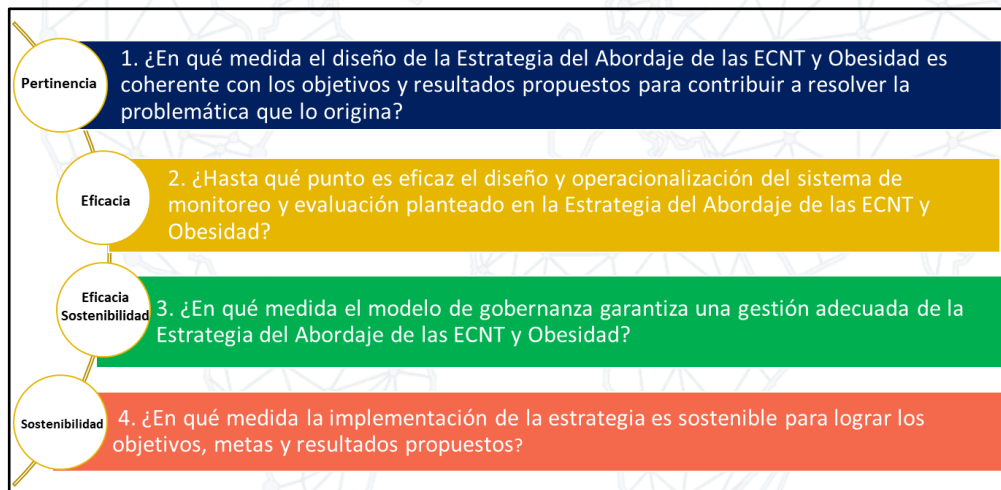 Pertinencia
1. ¿En qué medida el diseño de la Estrategia del Abordaje de las ECNT y Obesidad es
coherente con los objetivos y resultados propuestos para contribuir a resolver la
problemática que lo origina?
Eficacia
2. ¿Hasta qué punto es eficaz el diseño y operacionalización del sistema de
monitoreo y evaluación planteado en la Estrategia del Abordaje de las ECNT y
Obesidad?
Eficacia
Sostenibilidad
3. ¿En qué medida el modelo de gobernanza garantiza una gestión adecuada de la
Estrategia del Abordaje de las ECNT y Obesidad?
Sostenibilidad
4. ¿En qué medida la implementación de la estrategia es sostenible para lograr los
objetivos, metas y resultados propuestos?